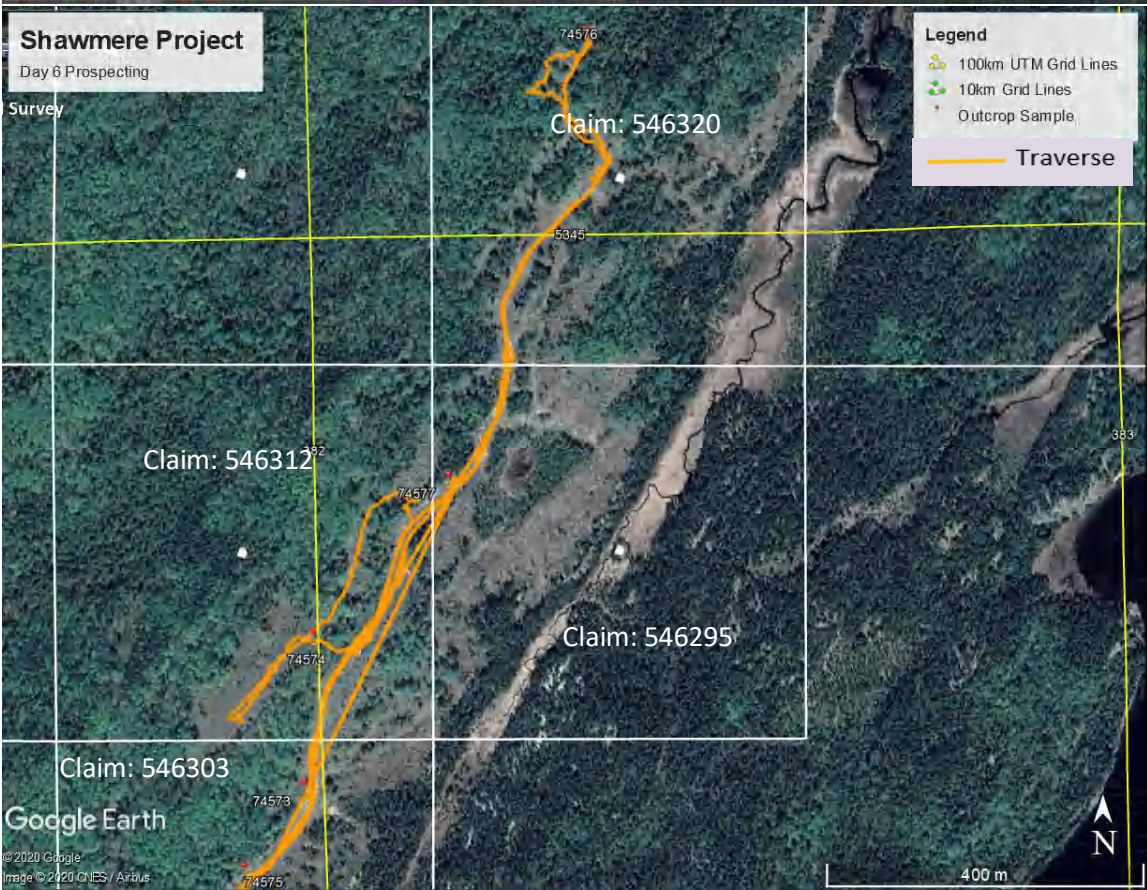 Shawmere Project
Day 6 Prospecting
Survey
Legend
100km UTM Grid Lines
10km Grid Lines
Outcrop Sample
Traverse
74576
Claim: 546320
5345
Claim: 546312
382
383
74577
Claim: 546295
74574
Claim: 546303
74573
Google Earth
© 2020 Google
Image © 2020 CNES / Airbus
74575
400 m
N